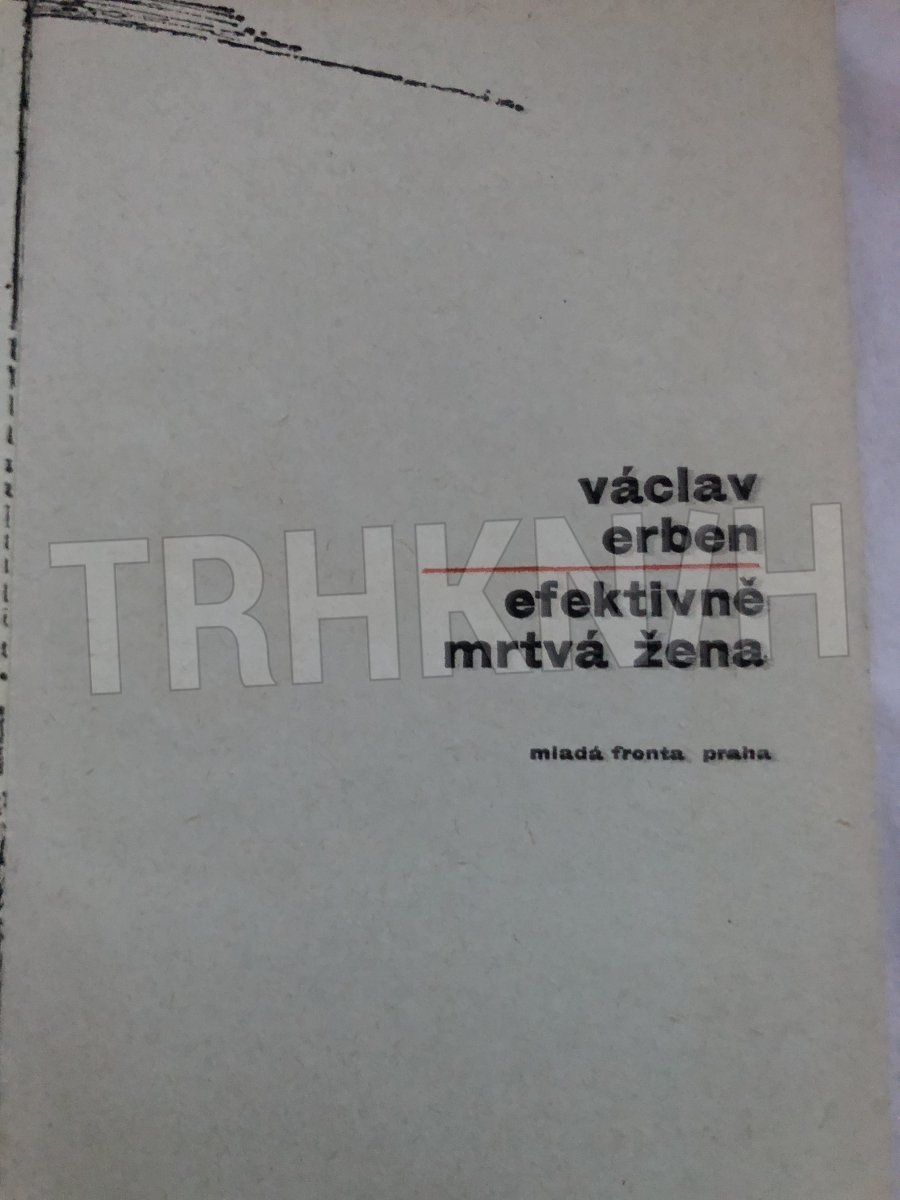 václav
erben
efektivně
mrtvá žena
mladá fronta praha
TRHKNIH